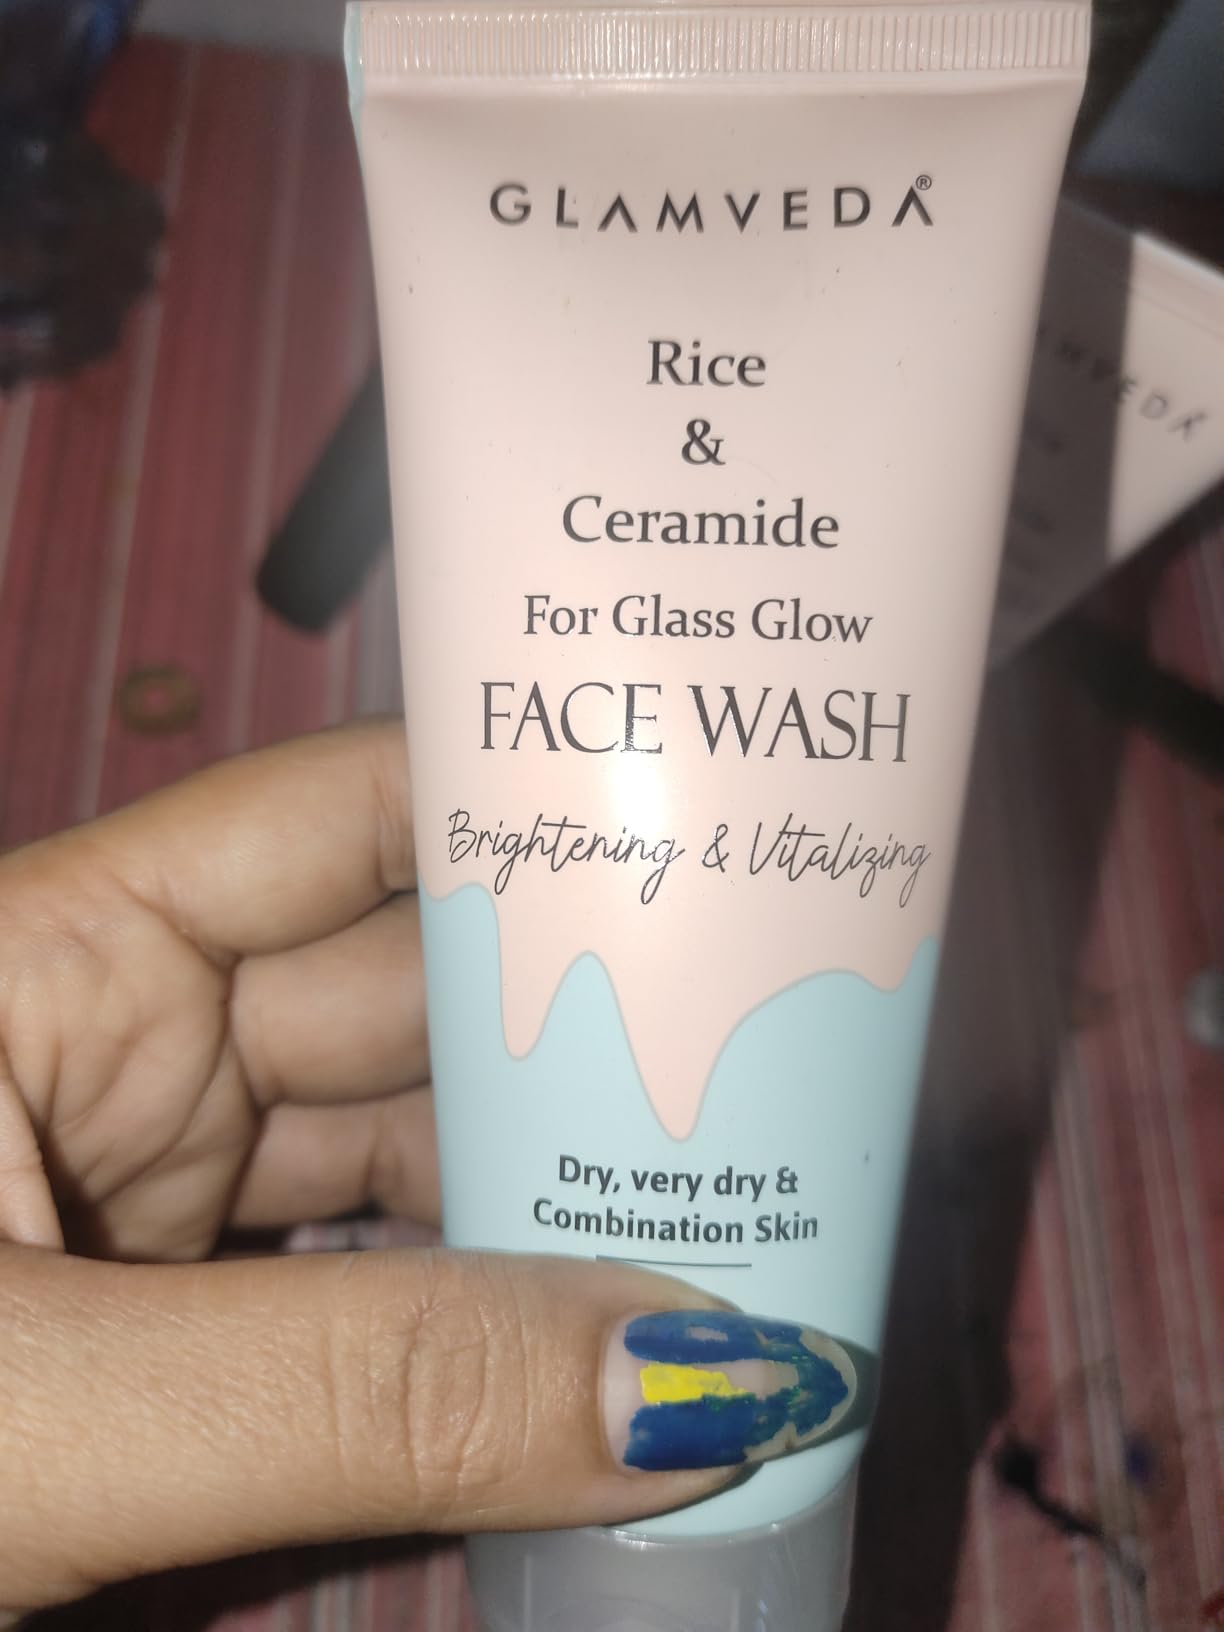 GLAMVEDA®
Rice
&
Ceramide
For Glass Glow
FACE WASH
Brightening & Vitalizing
Dry, very dry &
Combination Skin